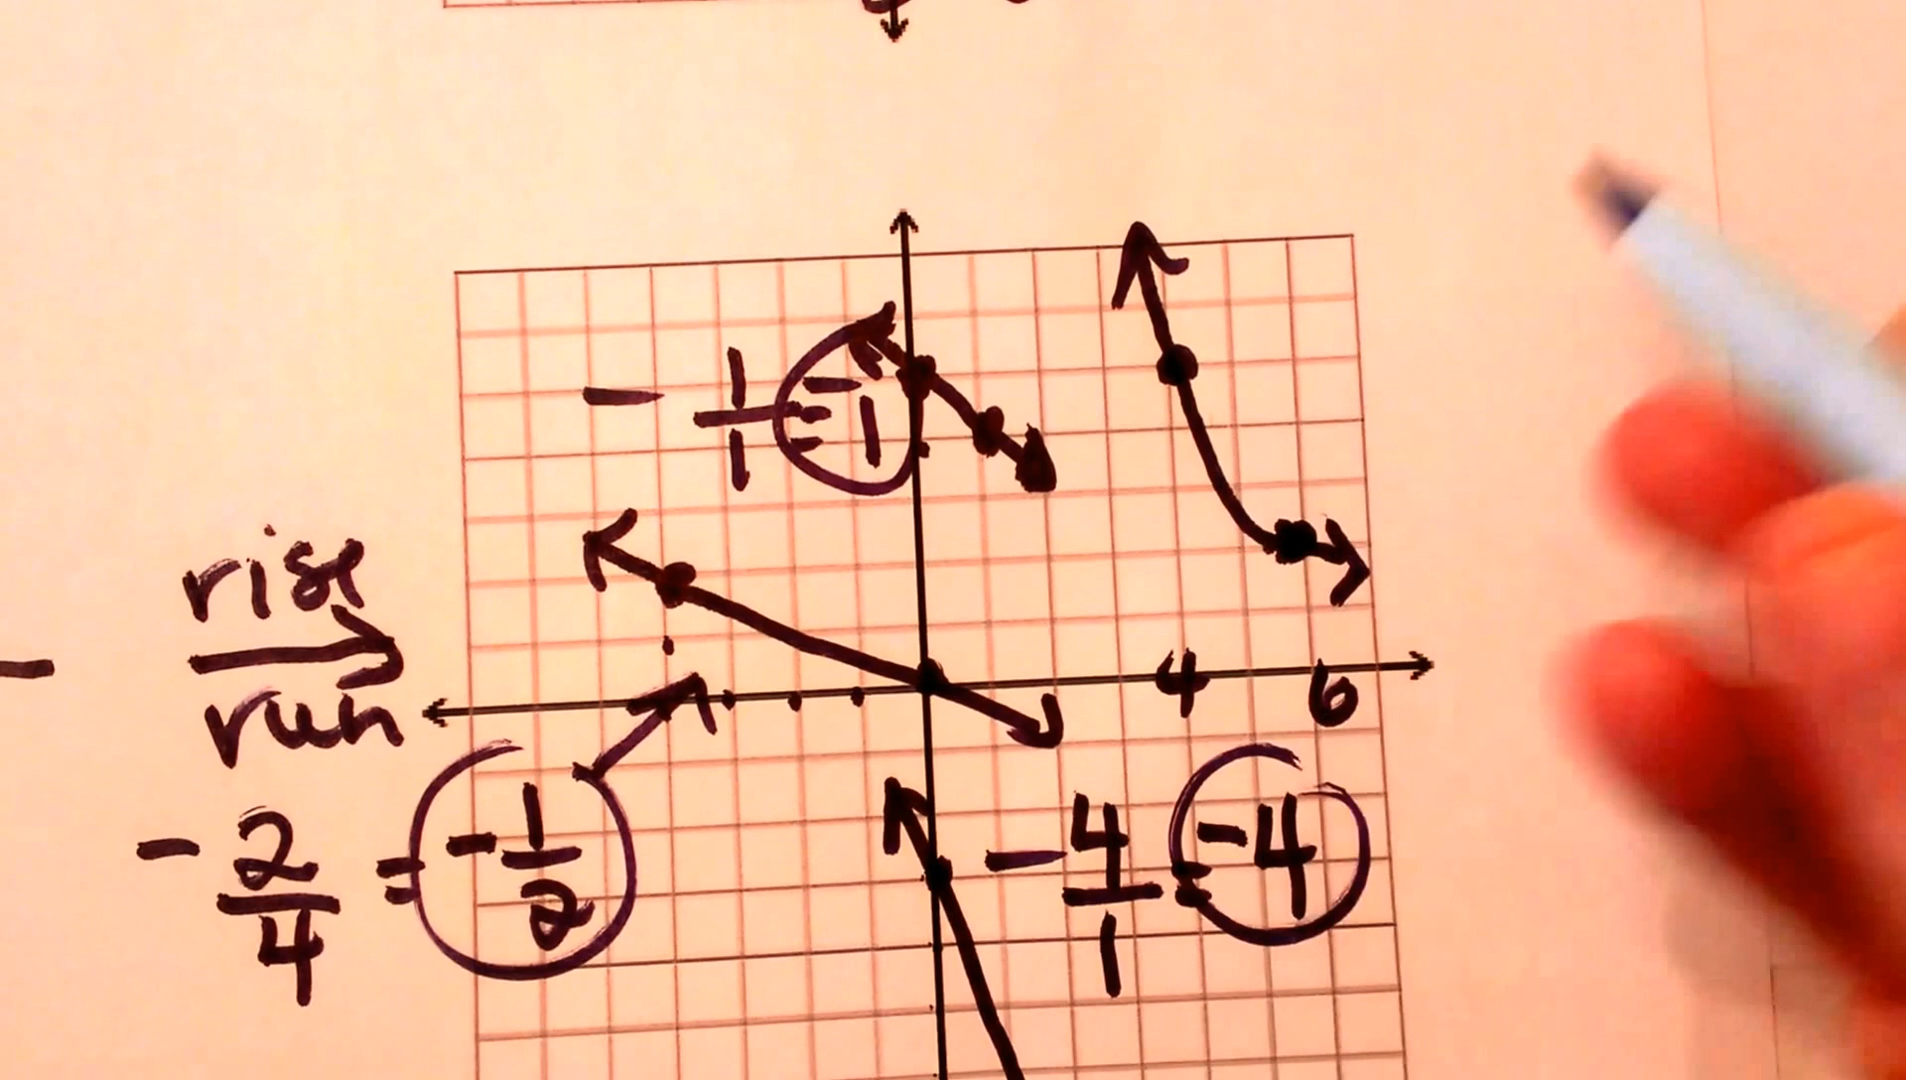 - 1/1 = -1
rise
run
4
6
- 2/4 = - 1/2
- 4/1 = -4